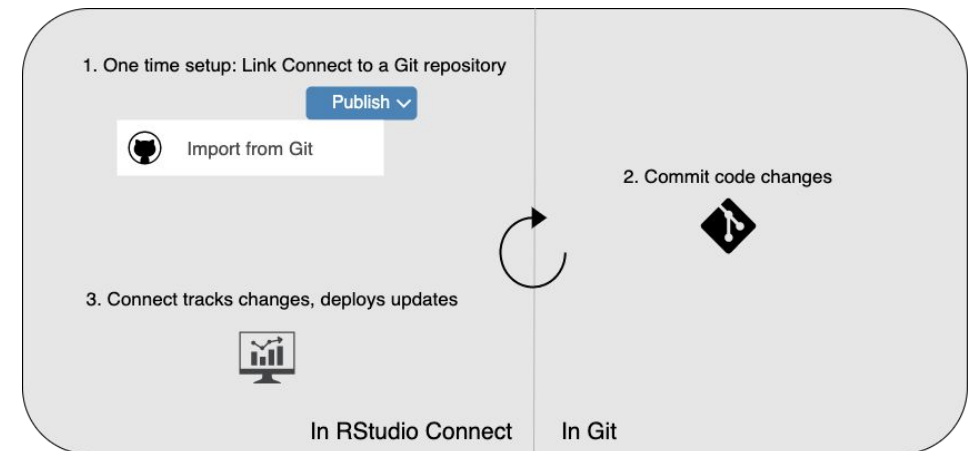 1. One time setup: Link Connect to a Git repository
Publish
Import from Git
2. Commit code changes
3. Connect tracks changes, deploys updates
In RStudio Connect
In Git